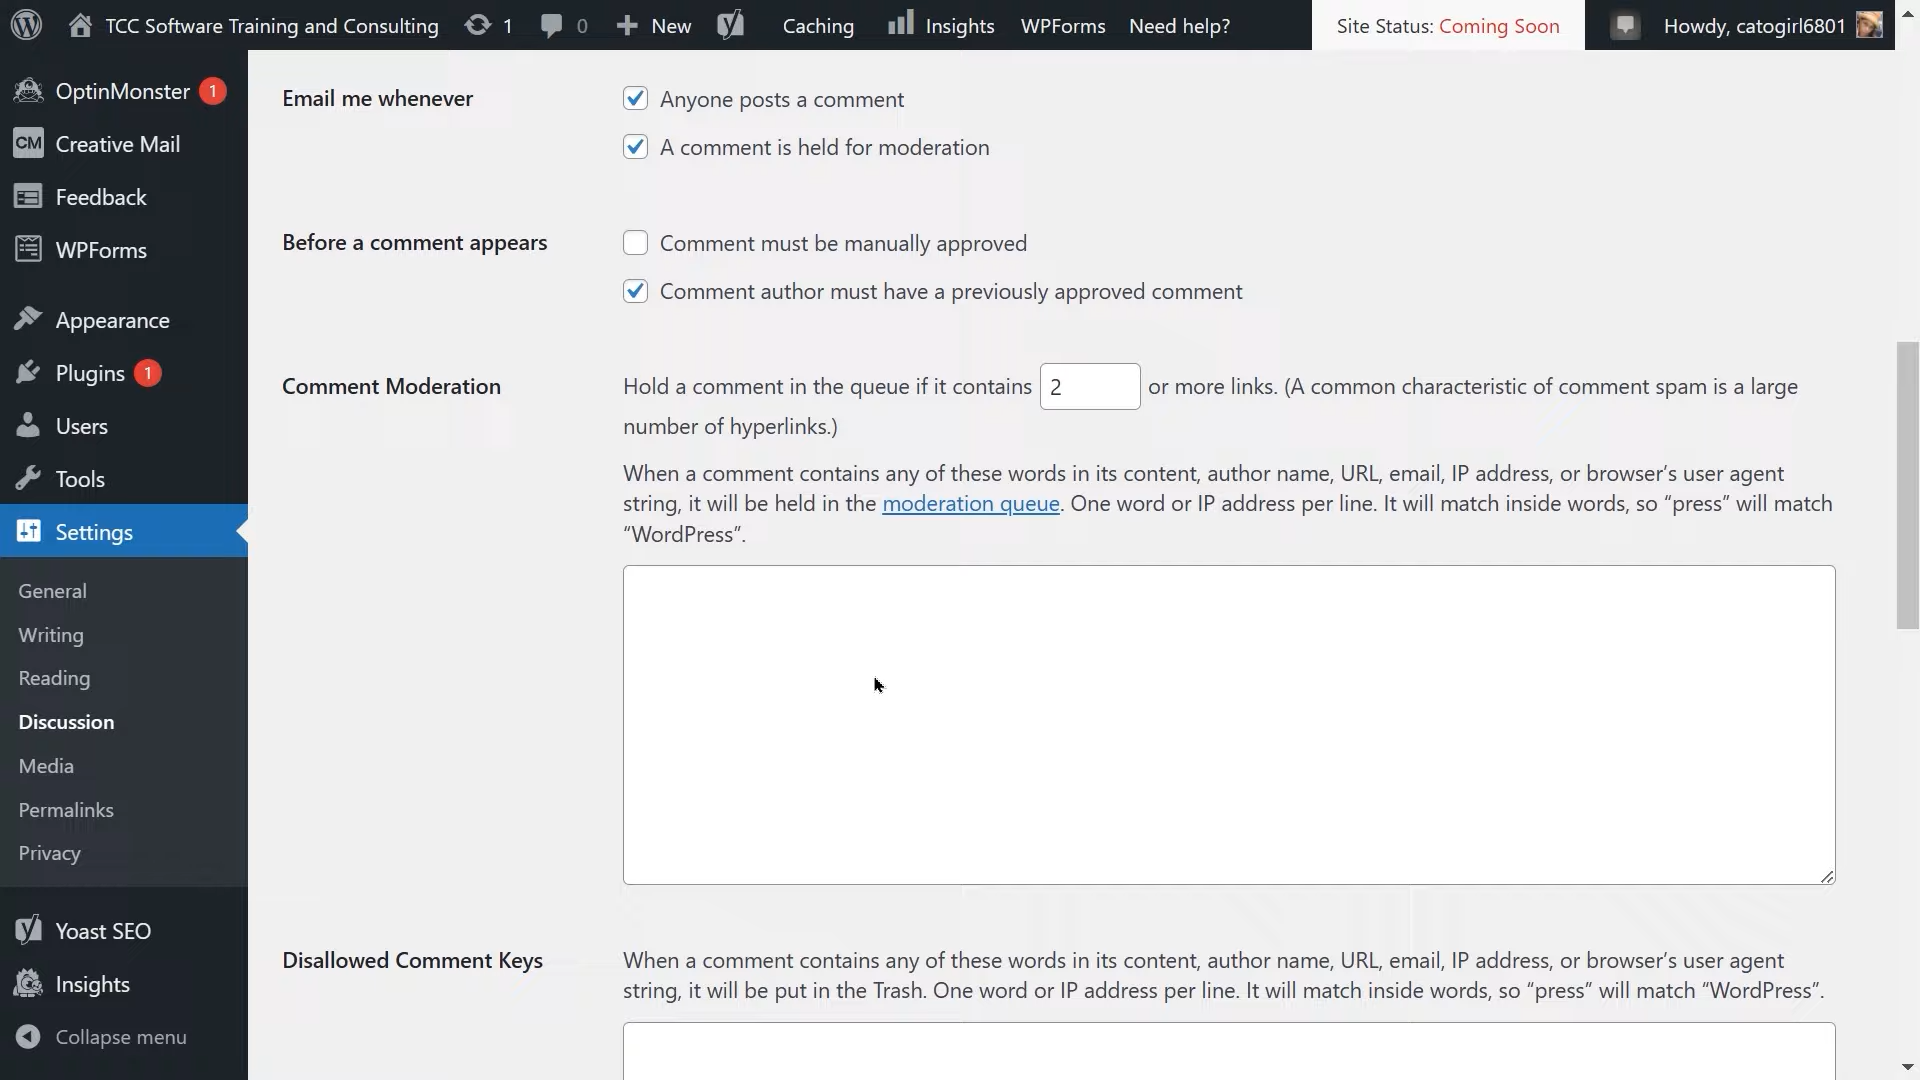 TCC Software Training and Consulting 1 0 New Caching Insights WPForms Need help? Site Status: Coming Soon Howdy, catogirl6801
OptinMonster 1
CM Creative Mail
Feedback
WPForms
Appearance
Plugins 1
Users
Tools
Settings
General
Writing
Reading
Discussion
Media
Permalinks
Privacy
Yoast SEO
Insights
Collapse menu
Email me whenever
Anyone posts a comment
A comment is held for moderation
Before a comment appears
Comment must be manually approved
Comment author must have a previously approved comment
Comment Moderation
Hold a comment in the queue if it contains 2 or more links. (A common characteristic of comment spam is a large
number of hyperlinks.)
When a comment contains any of these words in its content, author name, URL, email, IP address, or browser’s user agent
string, it will be held in the moderation queue. One word or IP address per line. It will match inside words, so “press” will match
“WordPress”.
Disallowed Comment Keys
When a comment contains any of these words in its content, author name, URL, email, IP address, or browser’s user agent
string, it will be put in the Trash. One word or IP address per line. It will match inside words, so “press” will match “WordPress”.